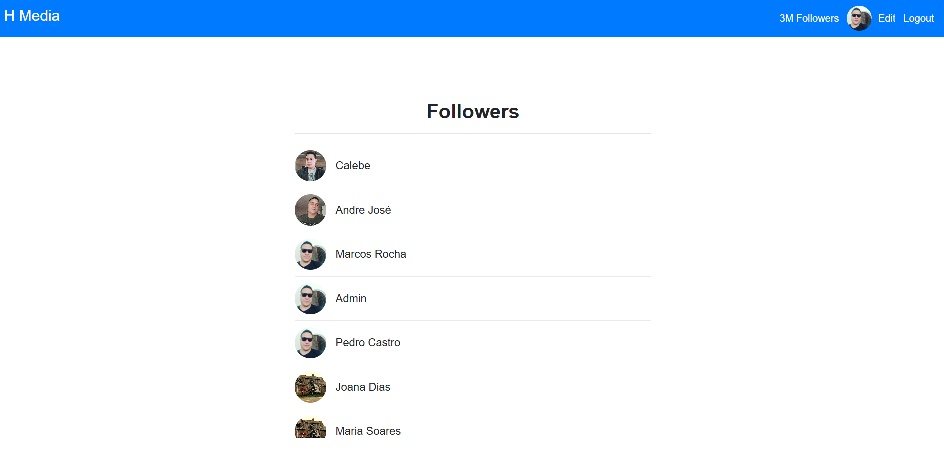 H Media
3M Followers Edit Logout
Followers
Calebe
Andre José
Marcos Rocha
Admin
Pedro Castro
Joana Dias
Maria Soares